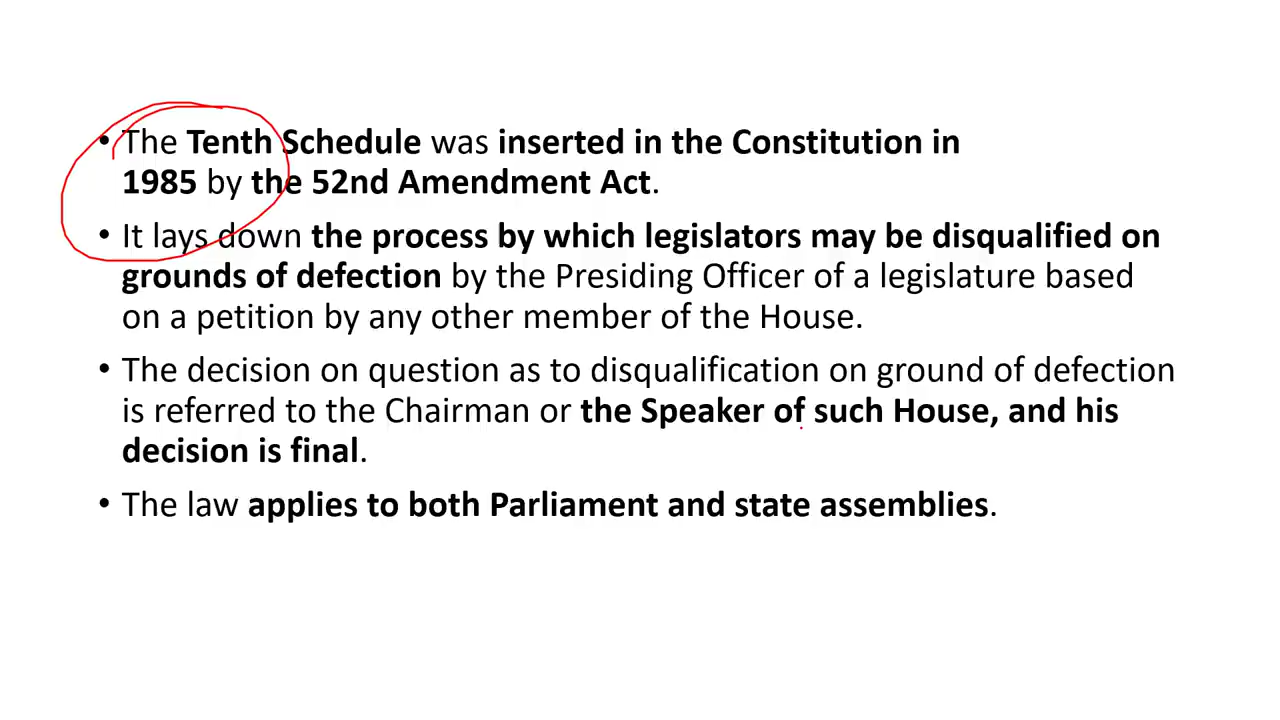 • The Tenth Schedule was inserted in the Constitution in
1985 by the 52nd Amendment Act.
• It lays down the process by which legislators may be disqualified on
grounds of defection by the Presiding Officer of a legislature based
on a petition by any other member of the House.
• The decision on question as to disqualification on ground of defection
is referred to the Chairman or the Speaker of such House, and his
decision is final.
• The law applies to both Parliament and state assemblies.